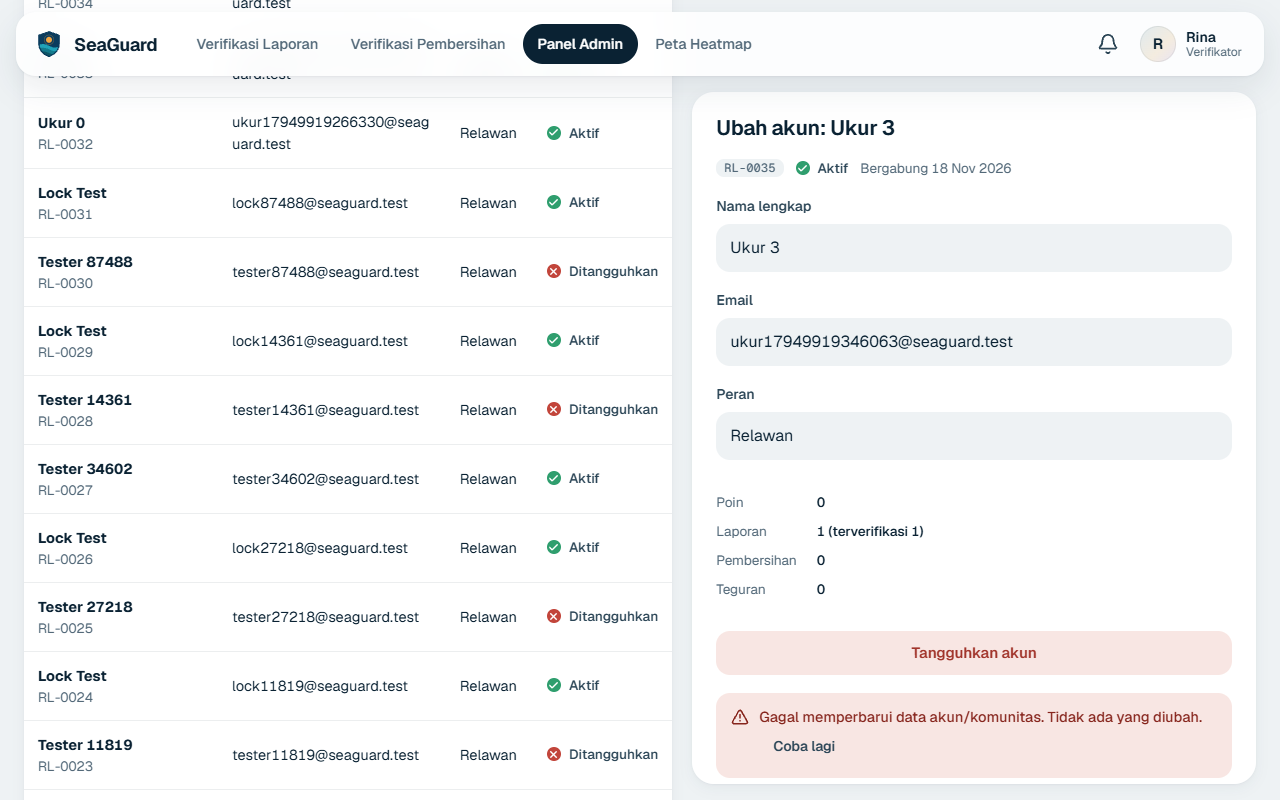 RL-0034
uard.test
SeaGuard
Verifikasi Laporan
Verifikasi Pembersihan
Panel Admin
Peta Heatmap
R
Rina
Verifikator
uard.test
Ukur 0
RL-0032
ukur17949919266330@seag
uard.test
Relawan
Aktif
Lock Test
RL-0031
lock87488@seaguard.test
Relawan
Aktif
Tester 87488
RL-0030
tester87488@seaguard.test
Relawan
Ditangguhkan
Lock Test
RL-0029
lock14361@seaguard.test
Relawan
Aktif
Tester 14361
RL-0028
tester14361@seaguard.test
Relawan
Ditangguhkan
Tester 34602
RL-0027
tester34602@seaguard.test
Relawan
Aktif
Lock Test
RL-0026
lock27218@seaguard.test
Relawan
Aktif
Tester 27218
RL-0025
tester27218@seaguard.test
Relawan
Ditangguhkan
Lock Test
RL-0024
lock11819@seaguard.test
Relawan
Aktif
Tester 11819
RL-0023
tester11819@seaguard.test
Relawan
Ditangguhkan
Ubah akun: Ukur 3
RL-0035
Aktif
Bergabung 18 Nov 2026
Nama lengkap
Ukur 3
Email
ukur17949919346063@seaguard.test
Peran
Relawan
Poin 0
Laporan 1 (terverifikasi 1)
Pembersihan 0
Teguran 0
Tangguhkan akun
Gagal memperbarui data akun/komunitas. Tidak ada yang diubah.
Coba lagi